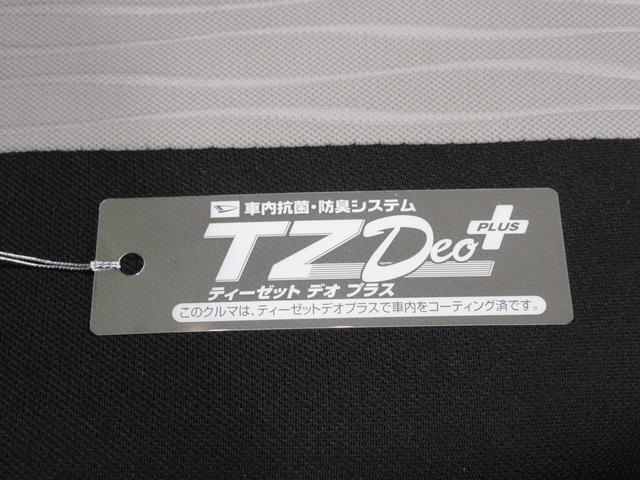 車内抗菌・防臭システム
TZ Deo PLUS
ティーゼット デオ プラス
このクルマは、ティーゼットデオプラスで車内をコーティング済です。